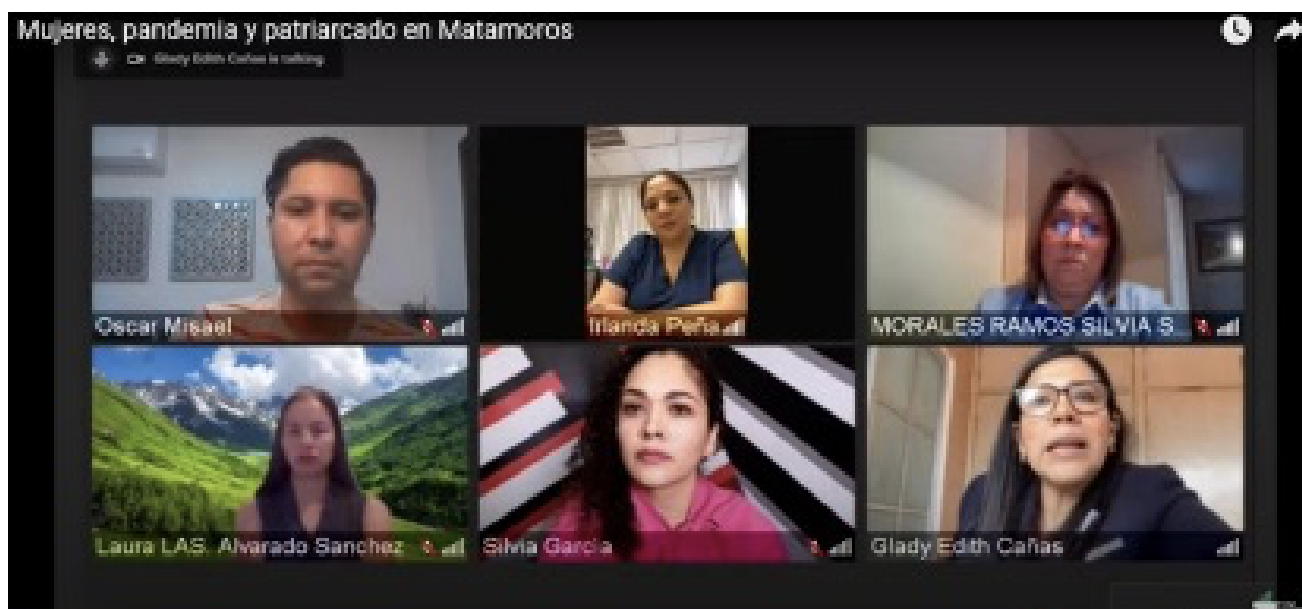 Mujeres, pandemia y patriarcado en Matamoros
Glady Edith Cañas is talking
Oscar Misael
Irlanda Peña
MORALES RAMOS SILVIA S...
Laura LAS. Alvarado Sanchez
Silvia Garcia
Glady Edith Cañas